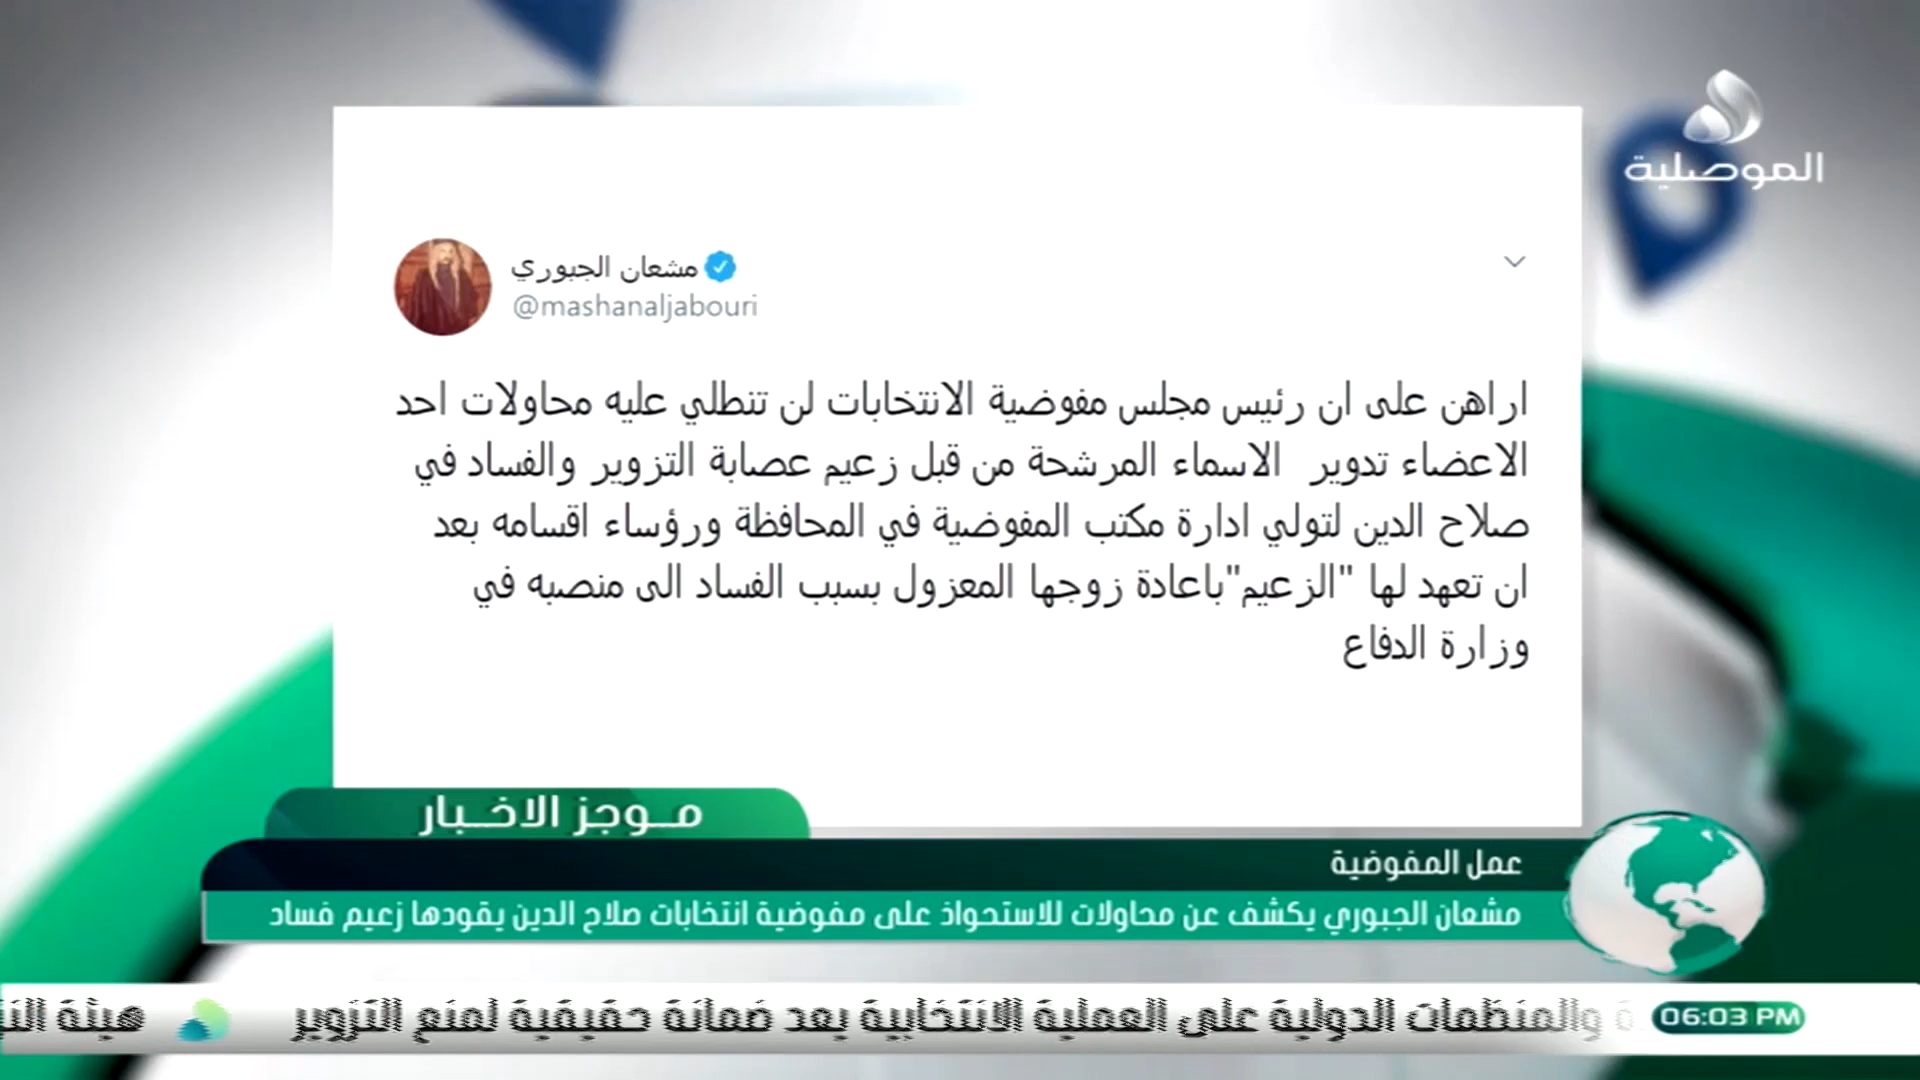 الموصلية
مشعان الجبوري
@mashanaljabouri
اراهن على ان رئيس مجلس مفوضية الانتخابات لن تنطلي عليه محاولات احد
الاعضاء تدوير الاسماء المرشحة من قبل زعيم عصابة التزوير والفساد في
صلاح الدين لتولي ادارة مكتب المفوضية في المحافظة ورؤساء اقسامه بعد
ان تعهد لها "الزعيم"باعادة زوجها المعزول بسبب الفساد الى منصبه في
وزارة الدفاع
مـوجز الاخـبار
عمل المفوضية
مشعان الجبوري يكشف عن محاولات للاستحواذ على مفوضية انتخابات صلاح الدين يقودها زعيم فساد
06:03 PM
والمنظمات الدولية على العملية الانتخابية يعد ضمانة حقيقية لمنع التزوير هيئة